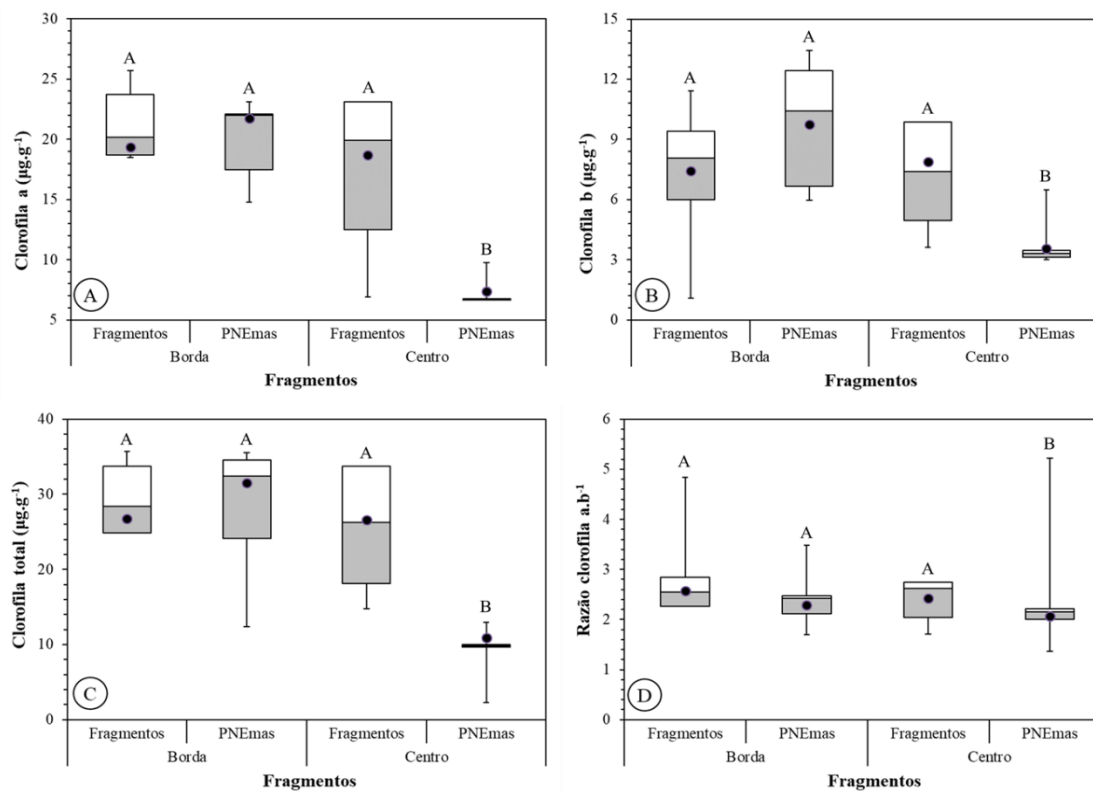 Clorofila a (µg.g⁻¹)
30
25
20
15
10
5
A
A
A
B
A
Fragmentos PNEmas Fragmentos PNEmas
Borda Centro
Fragmentos
Clorofila b (µg.g⁻¹)
15
12
9
6
3
0
A
A
A
B
B
Fragmentos PNEmas Fragmentos PNEmas
Borda Centro
Fragmentos
Clorofila total (µg.g⁻¹)
40
30
20
10
0
A
A
A
B
C
Fragmentos PNEmas Fragmentos PNEmas
Borda Centro
Fragmentos
Razão clorofila a.b⁻¹
6
5
4
3
2
1
0
A
A
A
B
D
Fragmentos PNEmas Fragmentos PNEmas
Borda Centro
Fragmentos